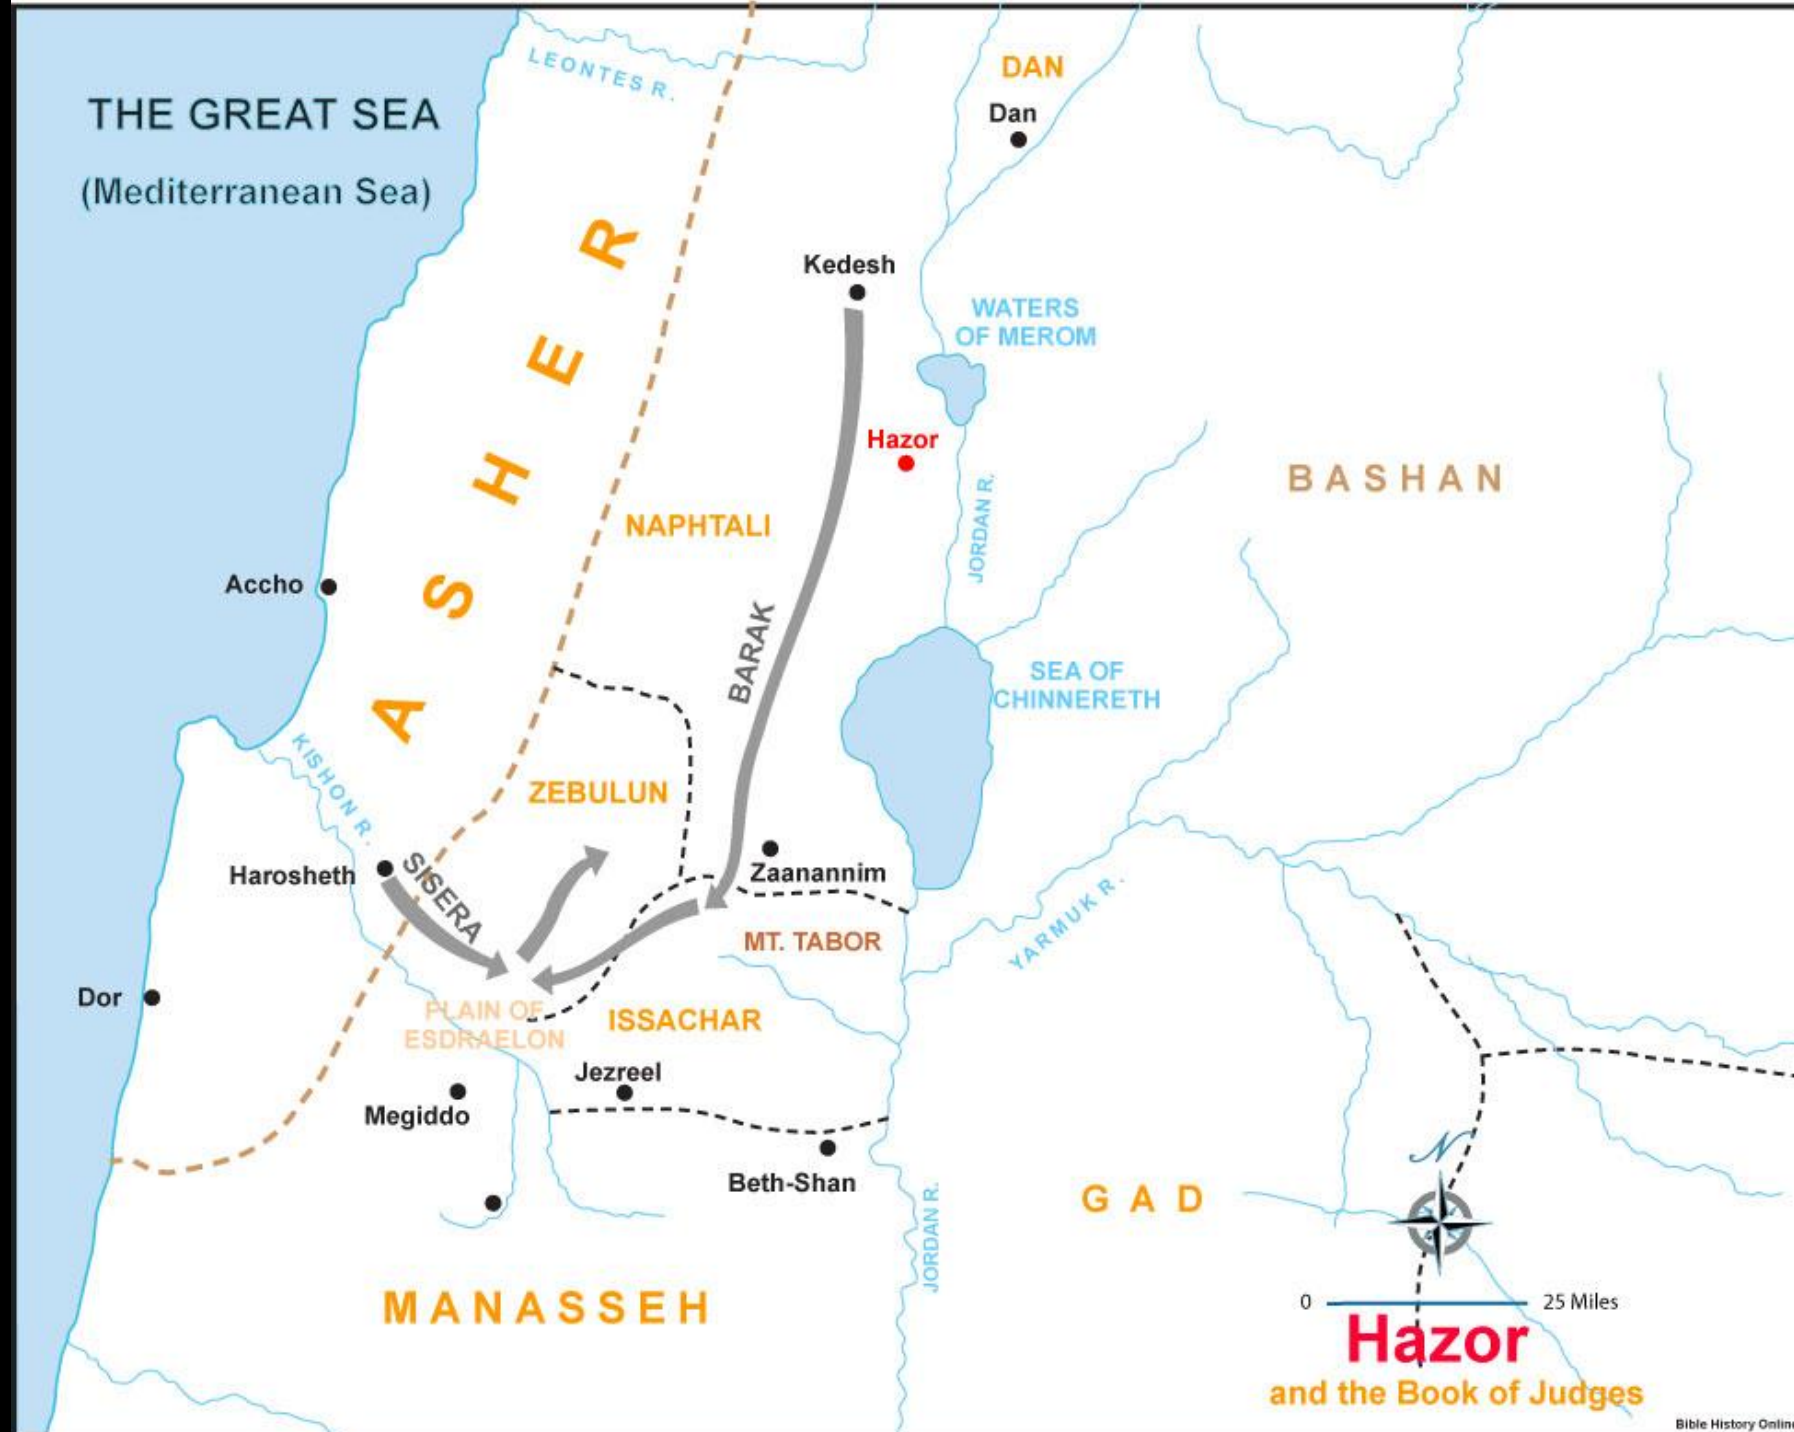 LEONTES R.
DAN
THE GREAT SEA
Dan
(Mediterranean Sea)
ASHER
Kedesh
WATERS
OF MEROM
Hazor
BASHAN
JORDAN R.
NAPHTALI
Accho
BARAK
SEA OF
CHINNERETH
KISHON R.
ZEBULUN
Harosheth
SISERA
Zaanannim
YARMUK R.
MT. TABOR
Dor
PLAIN OF
ESDRAELON
ISSACHAR
Jezreel
Megiddo
Beth-Shan
N
GAD
JORDAN R.
MANASSEH
0 25 Miles
Hazor
and the Book of Judges
Bible History Online